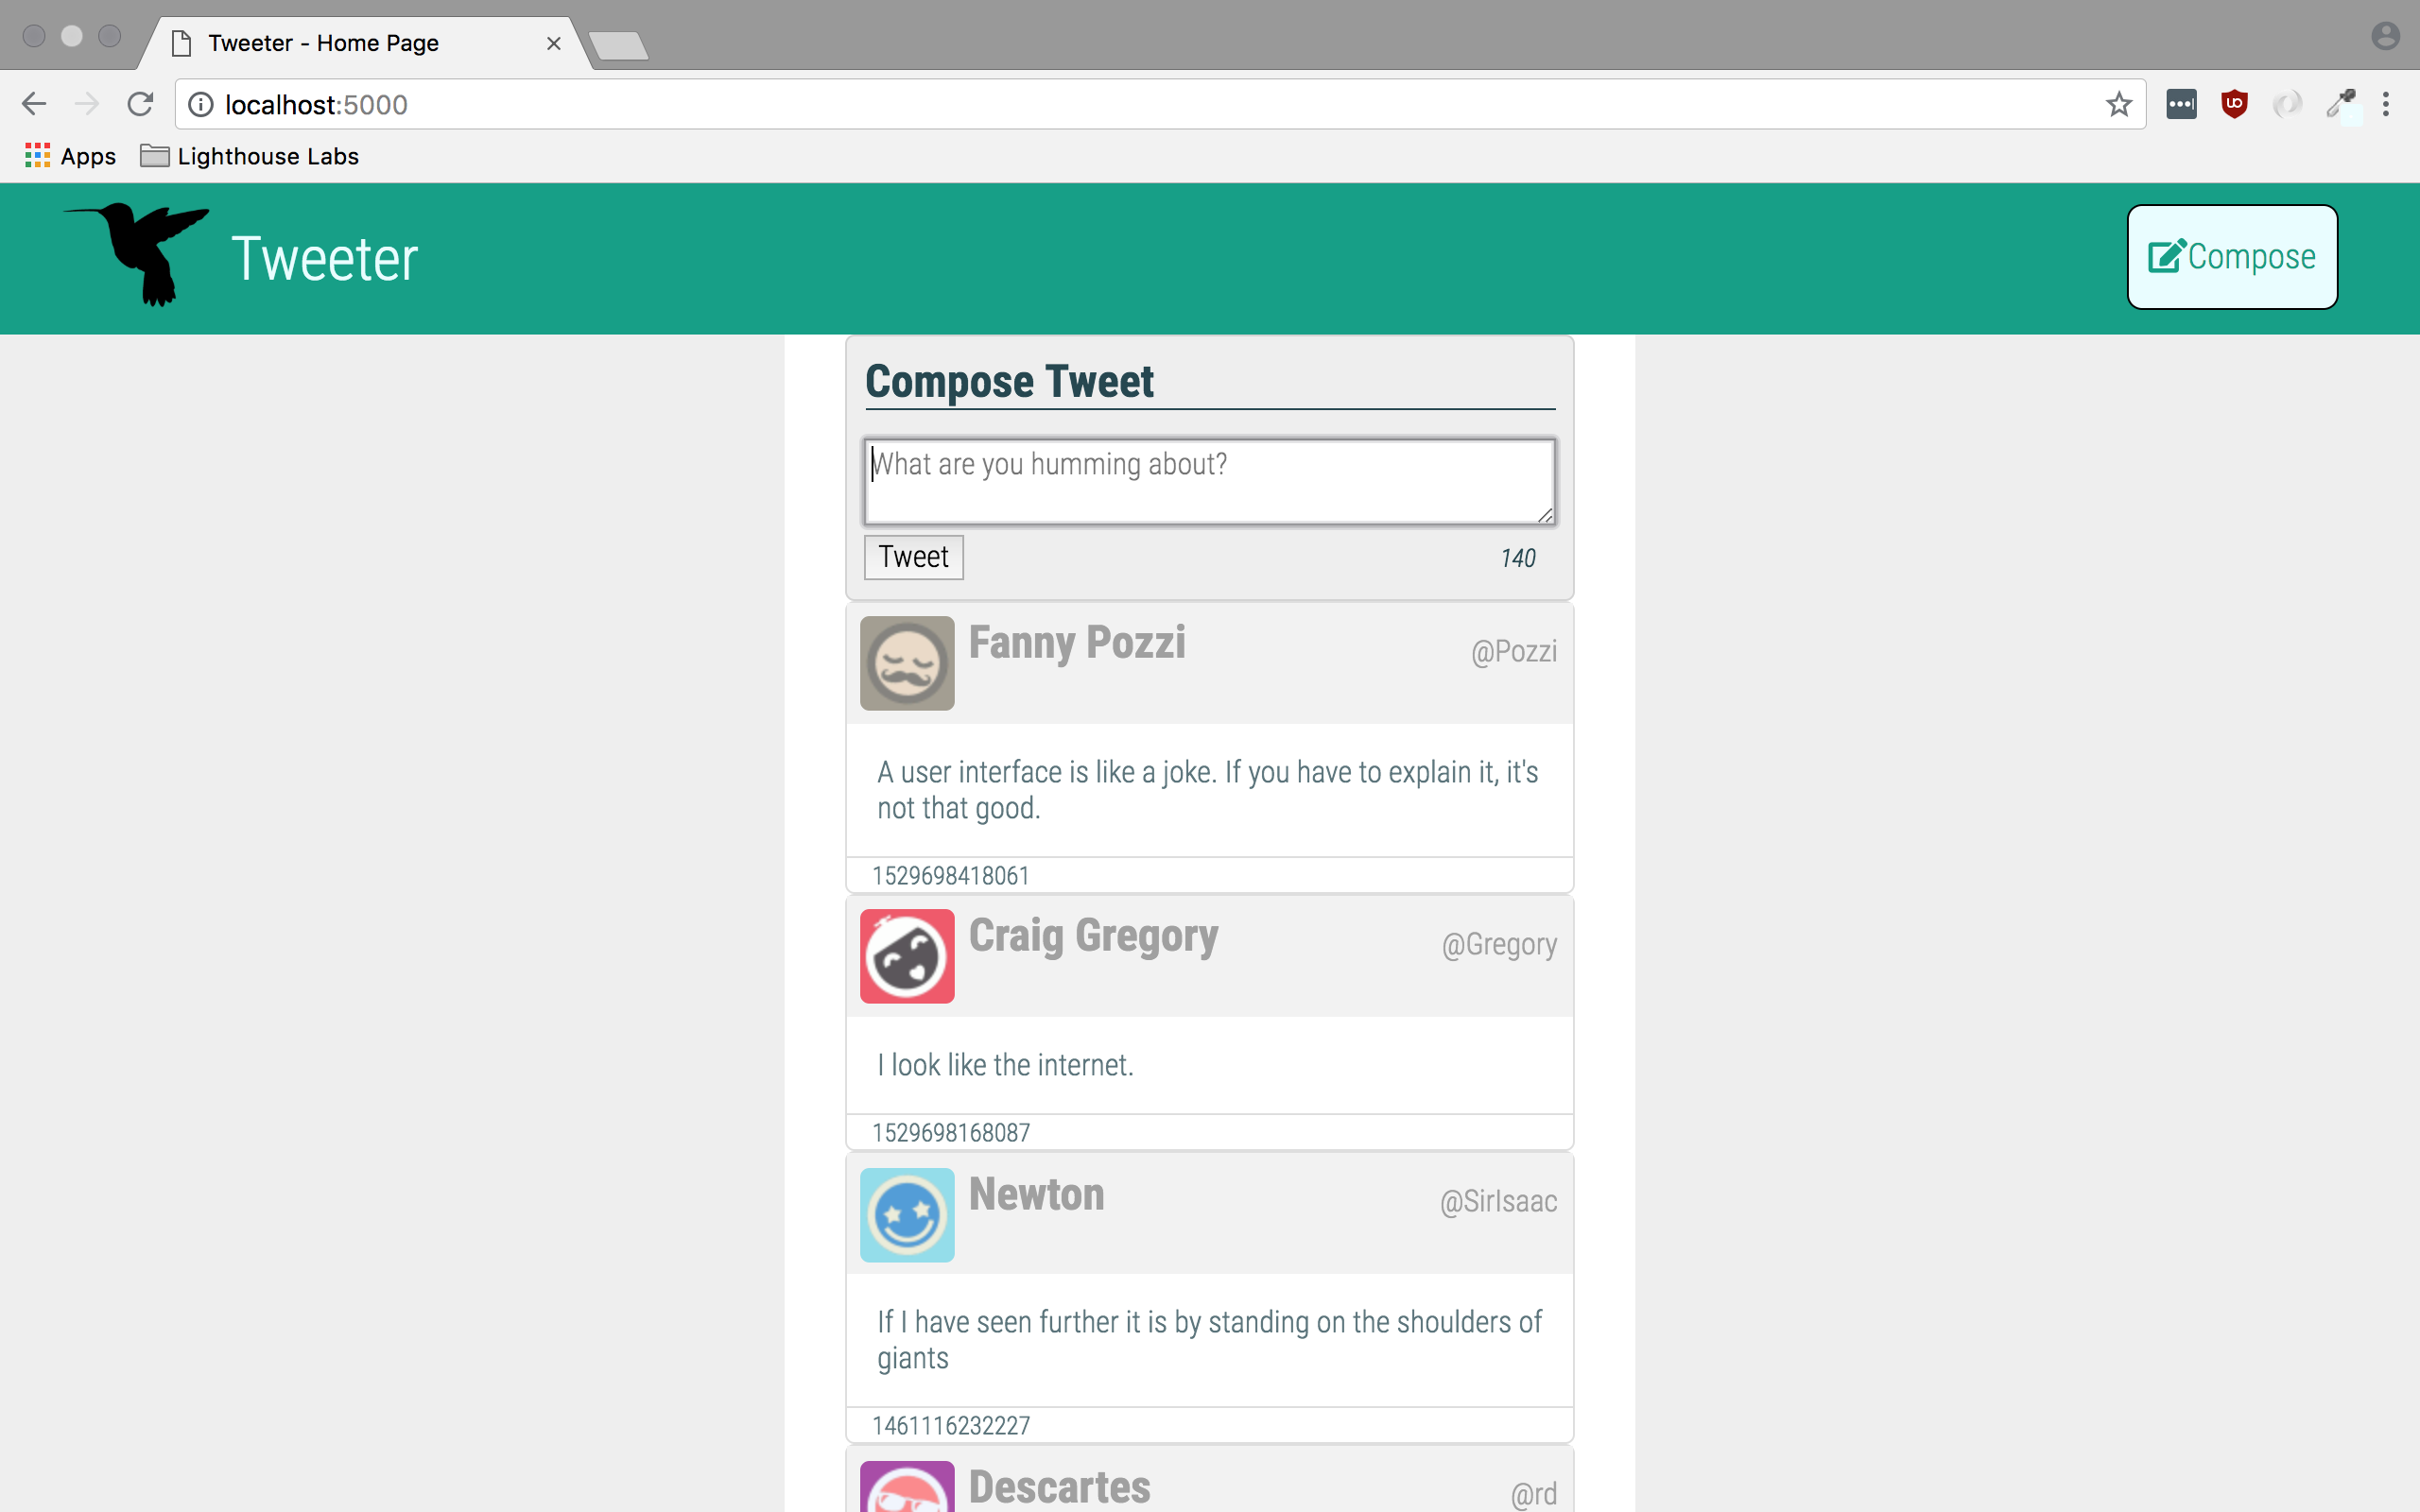 Tweeter - Home Page
localhost:5000
Apps
Lighthouse Labs
Tweeter
Compose
Compose Tweet
What are you humming about?
Tweet
140
Fanny Pozzi
@Pozzi
A user interface is like a joke. If you have to explain it, it's
not that good.
1529698418061
Craig Gregory
@Gregory
I look like the internet.
1529698168087
Newton
@SirIsaac
If I have seen further it is by standing on the shoulders of
giants
1461116232227
Descartes
@rd